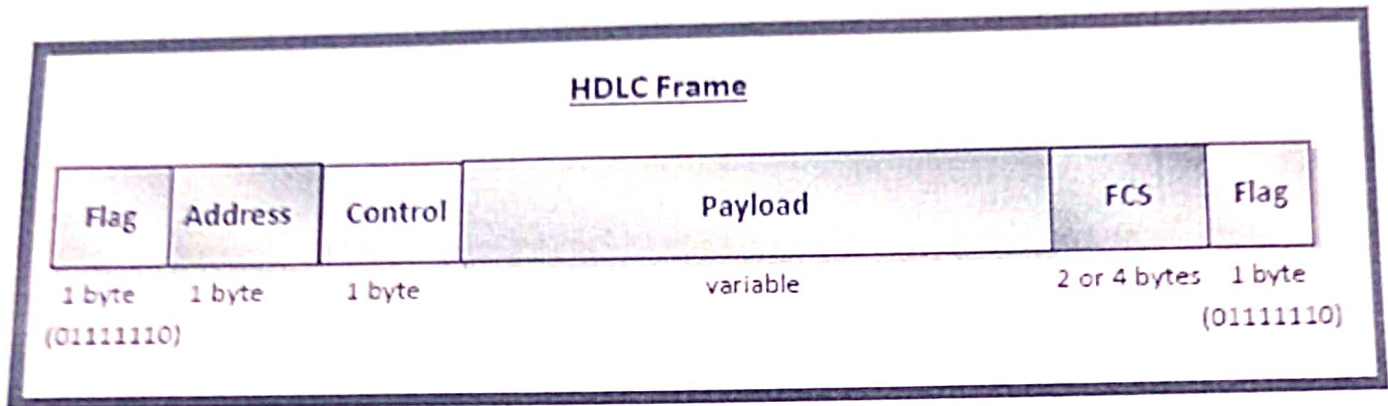 HDLC Frame
Flag Address Control Payload FCS Flag
1 byte 1 byte 1 byte variable 2 or 4 bytes 1 byte
(01111110) (01111110)